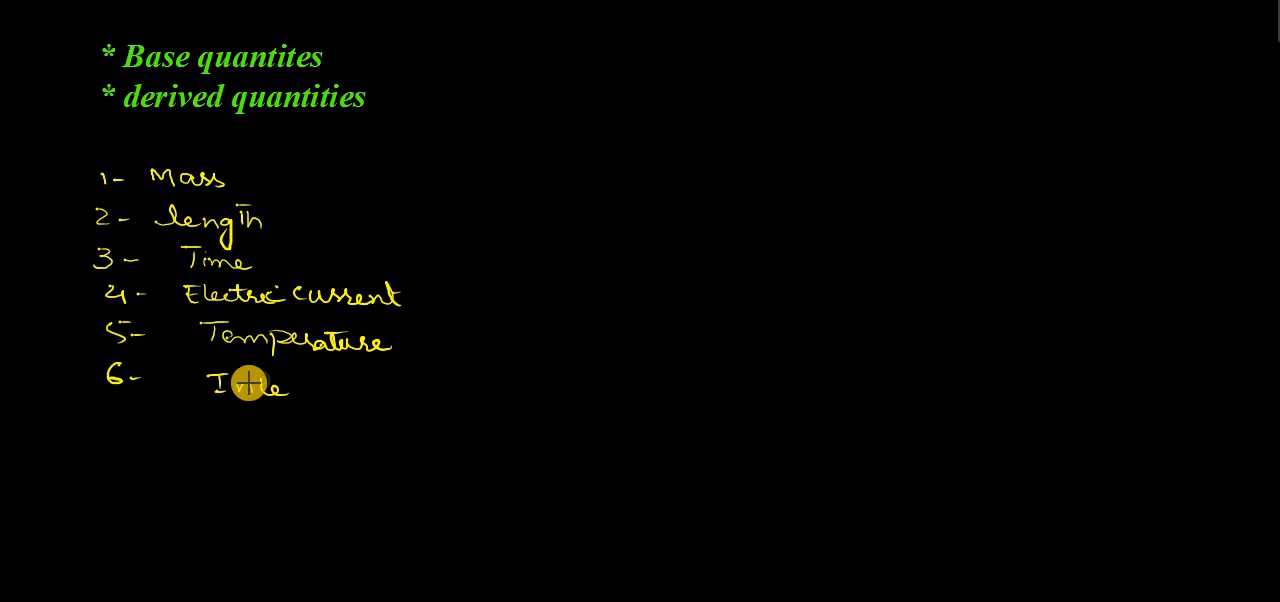 * Base quantites
* derived quantities
1- Mass
2- length
3- Time
4- Electric current
5- Temperature
6-